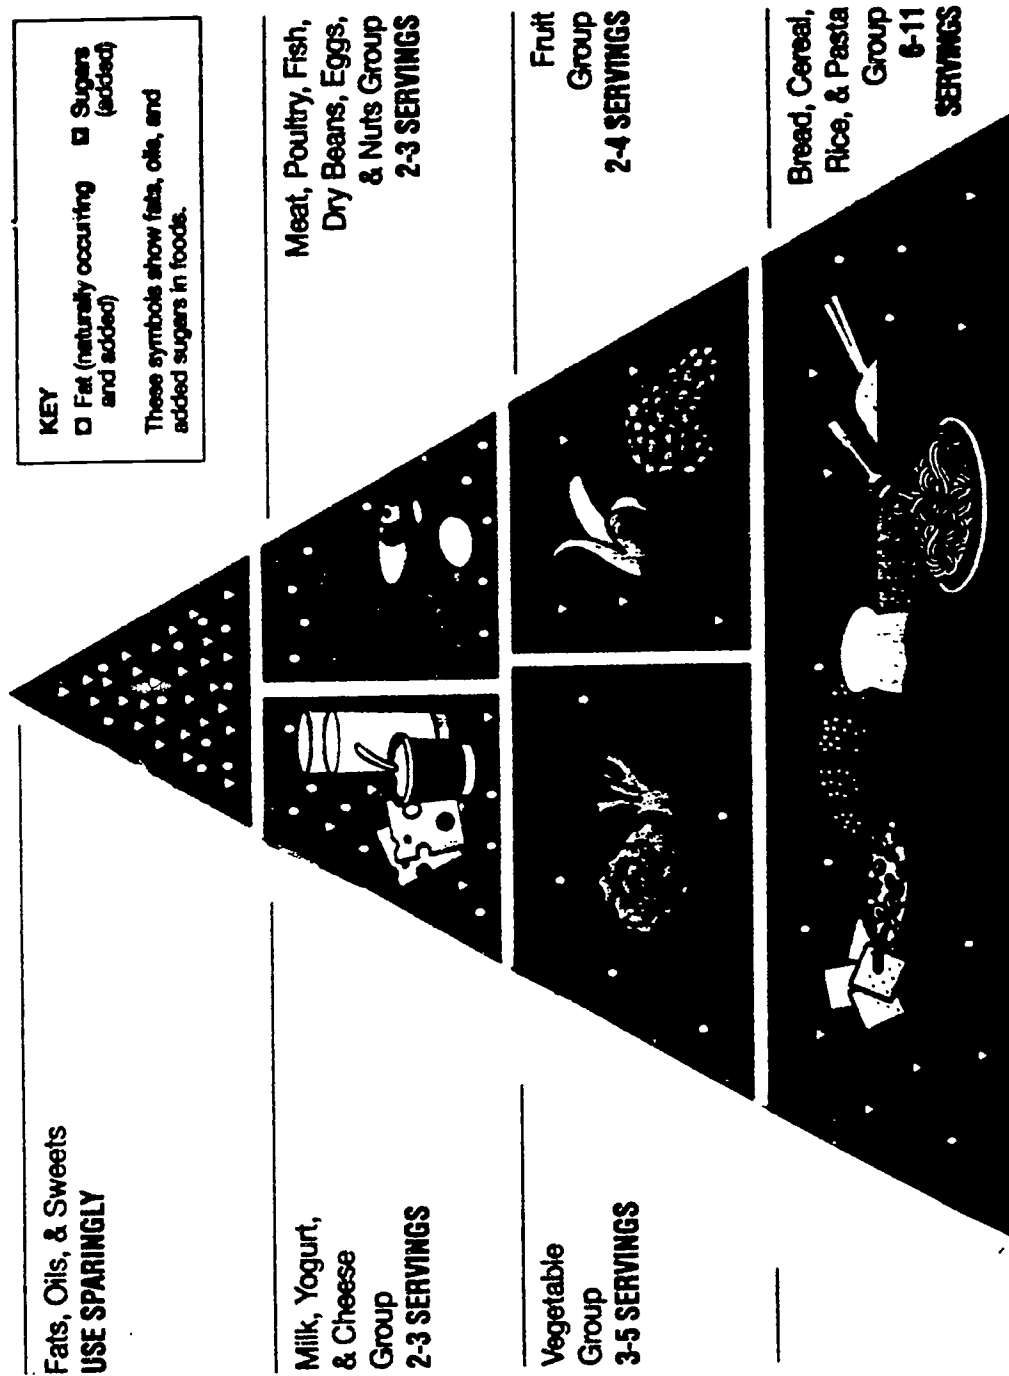 KEY
Fat (naturally occurring
and added)
Sugars
(added)
These symbols show fats, oils, and
added sugars in foods.
Fats, Oils, & Sweets
USE SPARINGLY
Milk, Yogurt,
& Cheese
Group
2-3 SERVINGS
Meat, Poultry, Fish,
Dry Beans, Eggs,
& Nuts Group
2-3 SERVINGS
Vegetable
Group
3-5 SERVINGS
Fruit
Group
2-4 SERVINGS
Bread, Cereal,
Rice, & Pasta
Group
6-11
SERVINGS